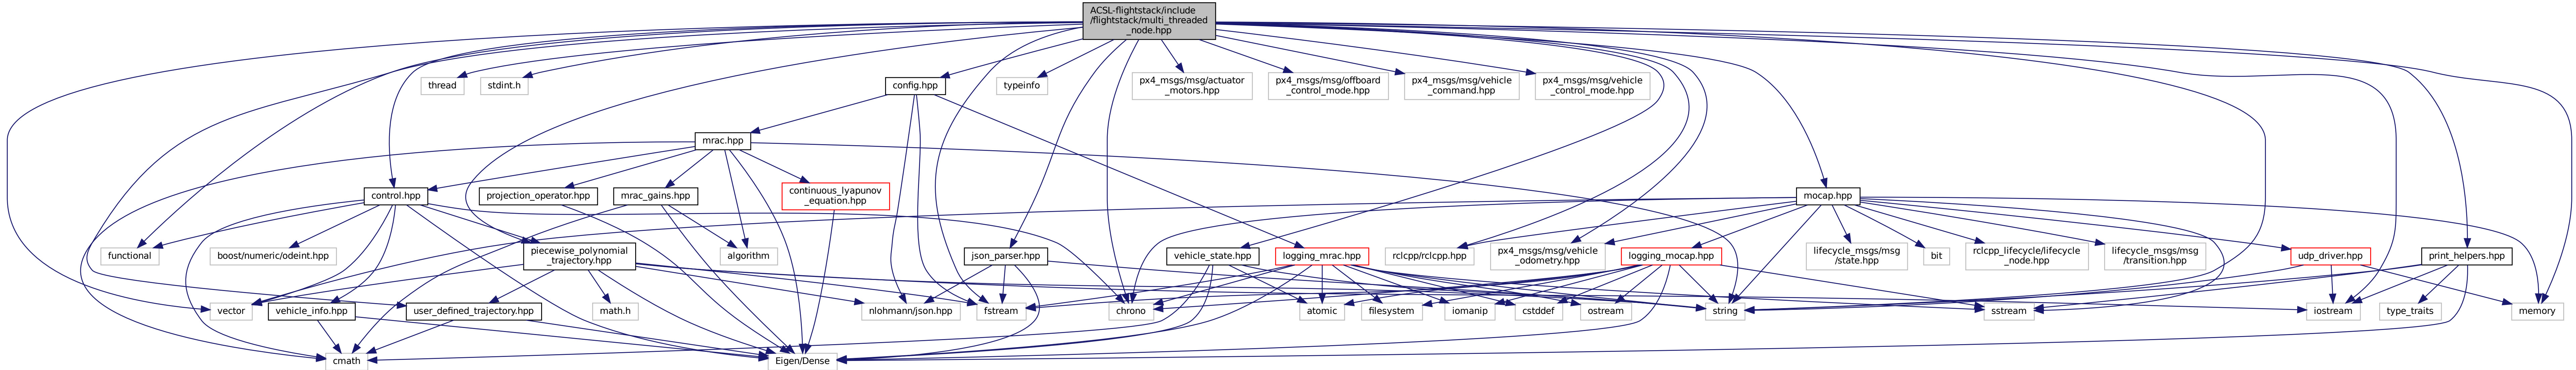 ACSL-flightstack/include
/flightstack/multi_threaded
_node.hpp
thread
stdint.h
config.hpp
typeinfo
px4_msgs/msg/actuator
_motors.hpp
px4_msgs/msg/offboard
_control_mode.hpp
px4_msgs/msg/vehicle
_command.hpp
px4_msgs/msg/vehicle
_control_mode.hpp
mrac.hpp
control.hpp
projection_operator.hpp
mrac_gains.hpp
continuous_lyapunov
_equation.hpp
mocap.hpp
functional
boost/numeric/odeint.hpp
piecewise_polynomial
_trajectory.hpp
algorithm
json_parser.hpp
vehicle_state.hpp
logging_mrac.hpp
rclcpp/rclcpp.hpp
px4_msgs/msg/vehicle
_odometry.hpp
logging_mocap.hpp
lifecycle_msgs/msg
/state.hpp
bit
rclcpp_lifecycle/lifecycle
_node.hpp
lifecycle_msgs/msg
/transition.hpp
udp_driver.hpp
print_helpers.hpp
vector
vehicle_info.hpp
user_defined_trajectory.hpp
math.h
nlohmann/json.hpp
fstream
chrono
atomic
filesystem
iomanip
cstddef
ostream
string
sstream
iostream
type_traits
memory
cmath
Eigen/Dense